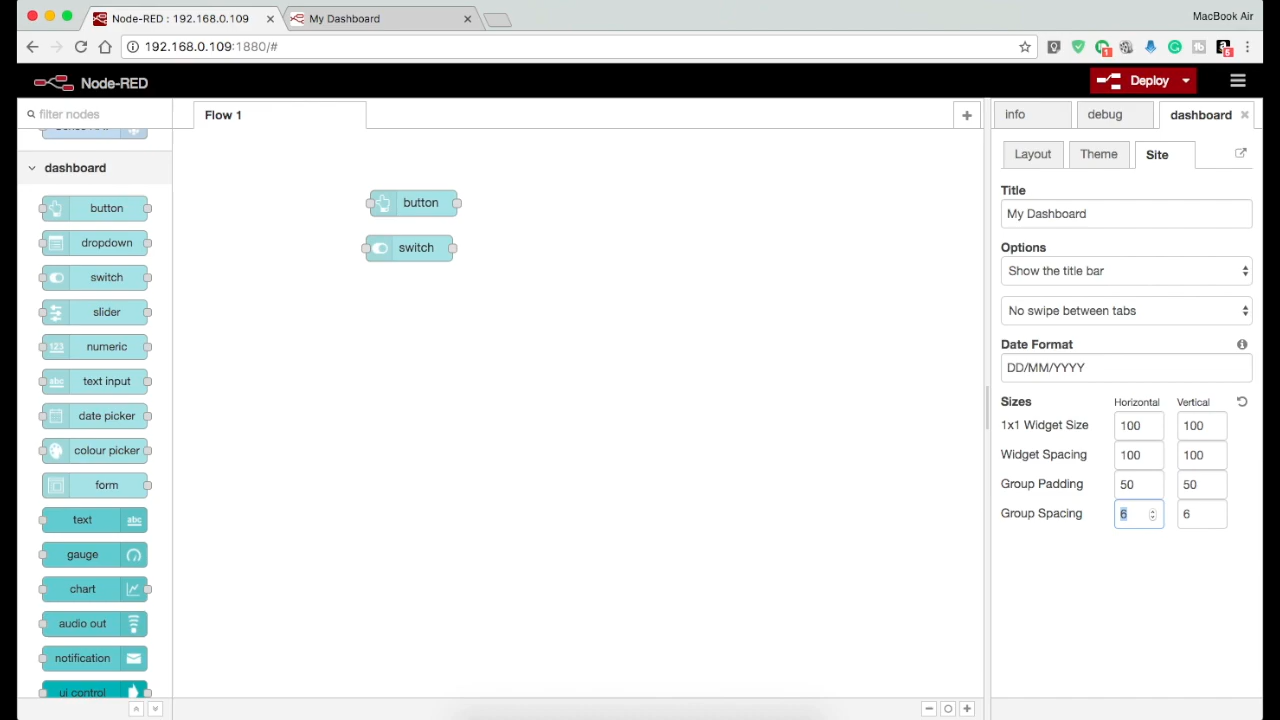 Node-RED : 192.168.0.109
My Dashboard
MacBook Air
192.168.0.109:1880/#
Node-RED
Deploy
filter nodes
Flow 1
info
debug
dashboard
dashboard
Layout
Theme
Site
button
dropdown
switch
slider
numeric
text input
date picker
colour picker
form
text
gauge
chart
audio out
notification
ui control
123
abc
abc
button
switch
Title
My Dashboard
Options
Show the title bar
No swipe between tabs
Date Format
DD/MM/YYYY
Sizes Horizontal Vertical
1x1 Widget Size 100 100
Widget Spacing 100 100
Group Padding 50 50
Group Spacing 6 6